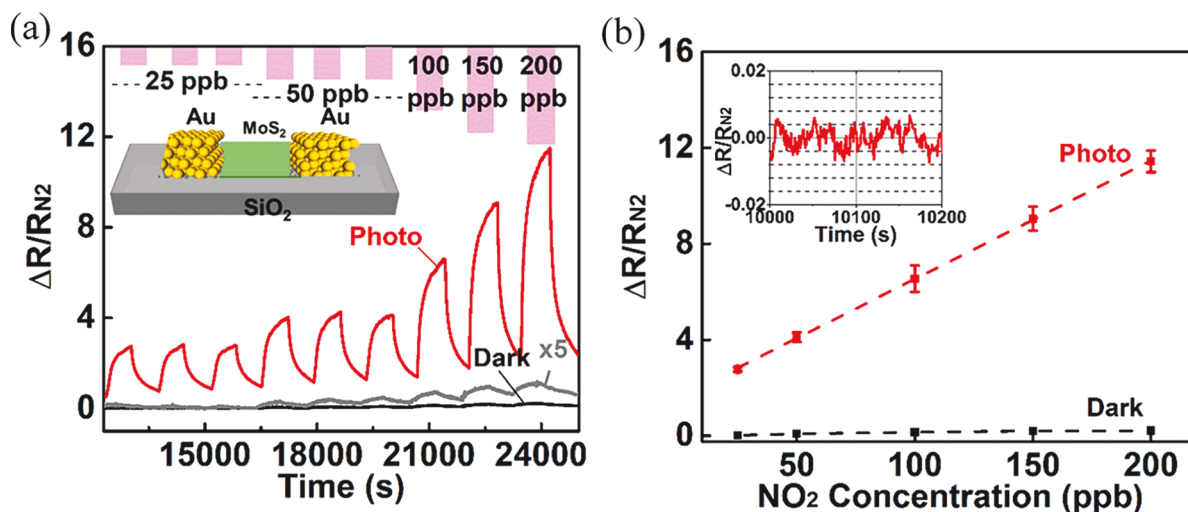 (a)
16
12
8
4
0
ΔR/RN2
15000 18000 21000 24000
Time (s)
25 ppb
50 ppb
100
ppb
150
ppb
200
ppb
Au
MoS2
Au
SiO2
Photo
Dark
x5
(b)
16
12
8
4
0
ΔR/RN2
50 100 150 200
NO2 Concentration (ppb)
Photo
Dark
0.02
0.00
-0.02
ΔR/RN2
10000 10100 10200
Time (s)